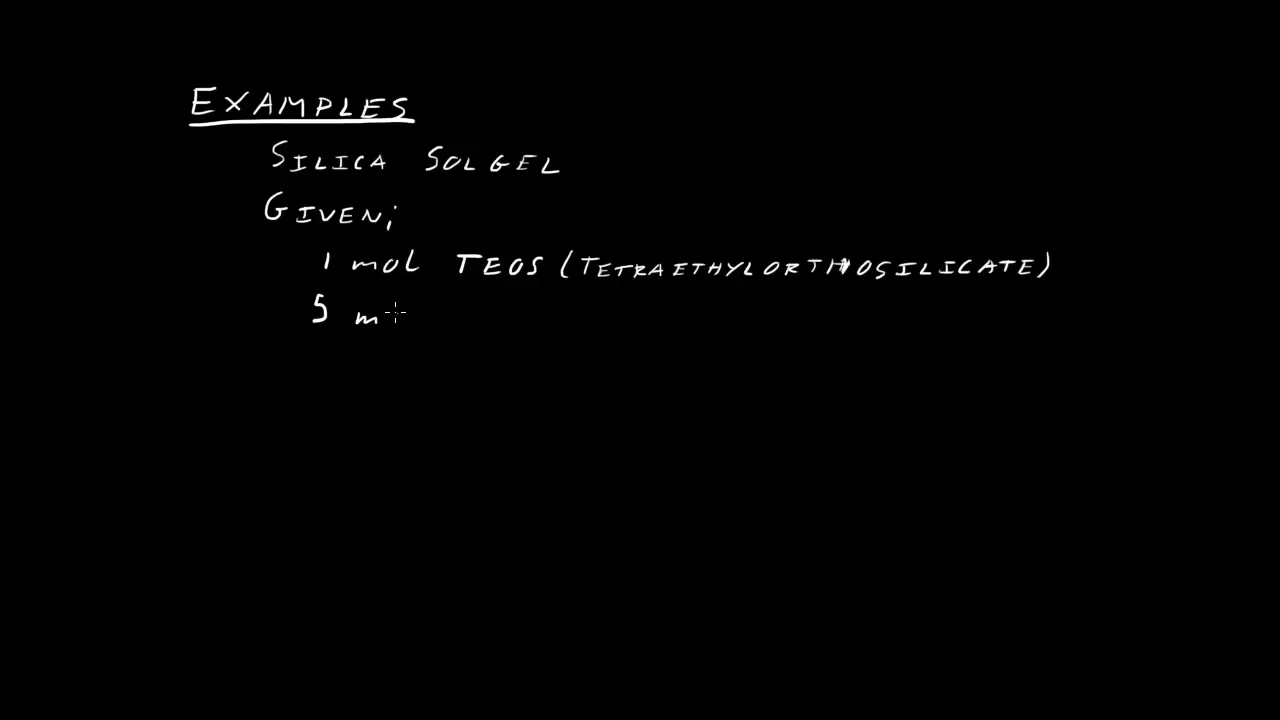 EXAMPLES
SILICA SOLGEL
GIVEN;
1 mol TEOS (TETRAETHYLORTHOSILICATE)
5 m